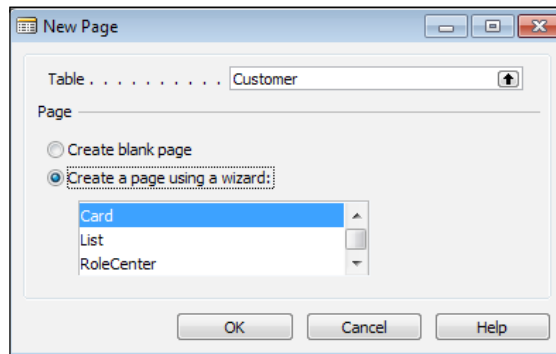 New Page
Table . . . . . . . . . . Customer
Page
Create blank page
Create a page using a wizard:
Card
List
RoleCenter
OK Cancel Help